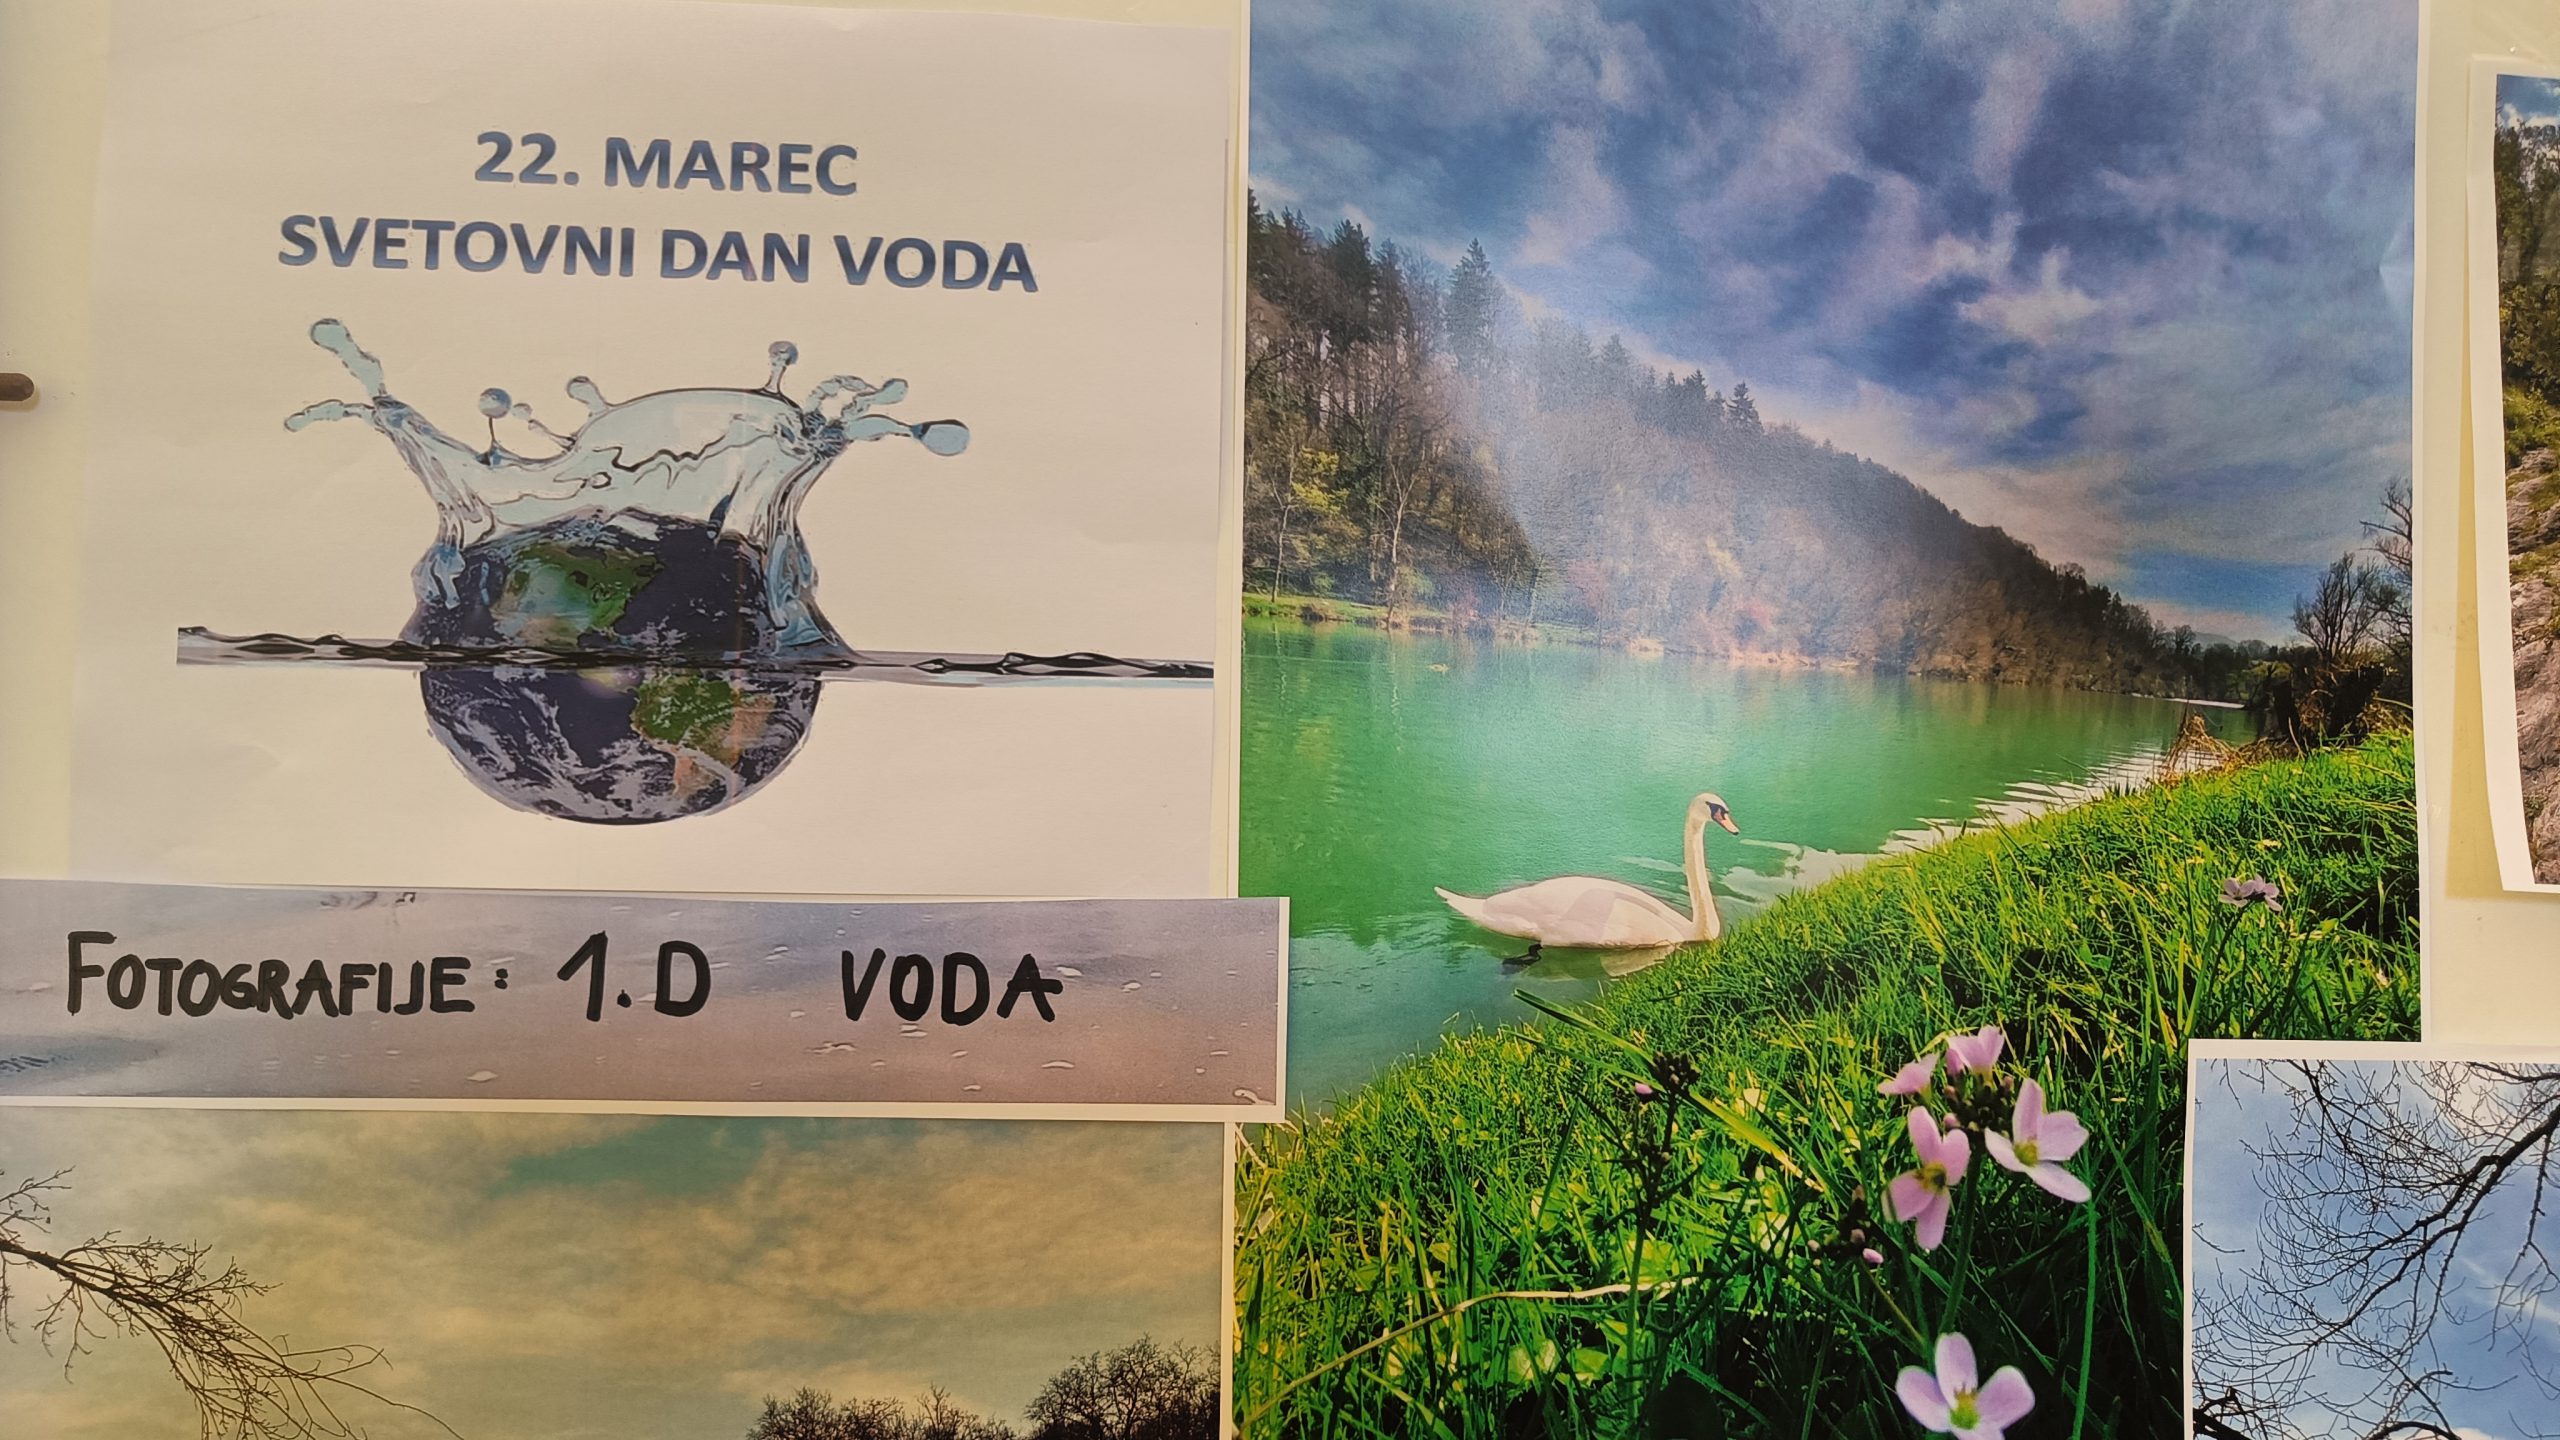 22. MAREC
SVETOVNI DAN VODA
FOTOGRAFIJE: 1.D VODA